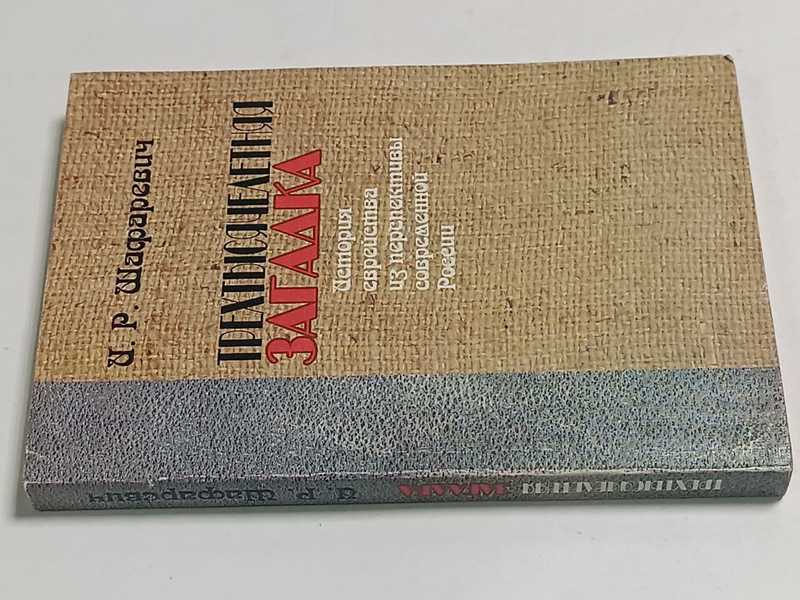 И. Р. Шафаревич
ТРЕХТЫСЯЧЕЛЕТНЯЯ
ЗАГАДКА
История
еврейства
из перспективы
современной
России
И. Р. Шафаревич ЗАГАДКА ТРЕХТЫСЯЧЕЛЕТНЯЯ